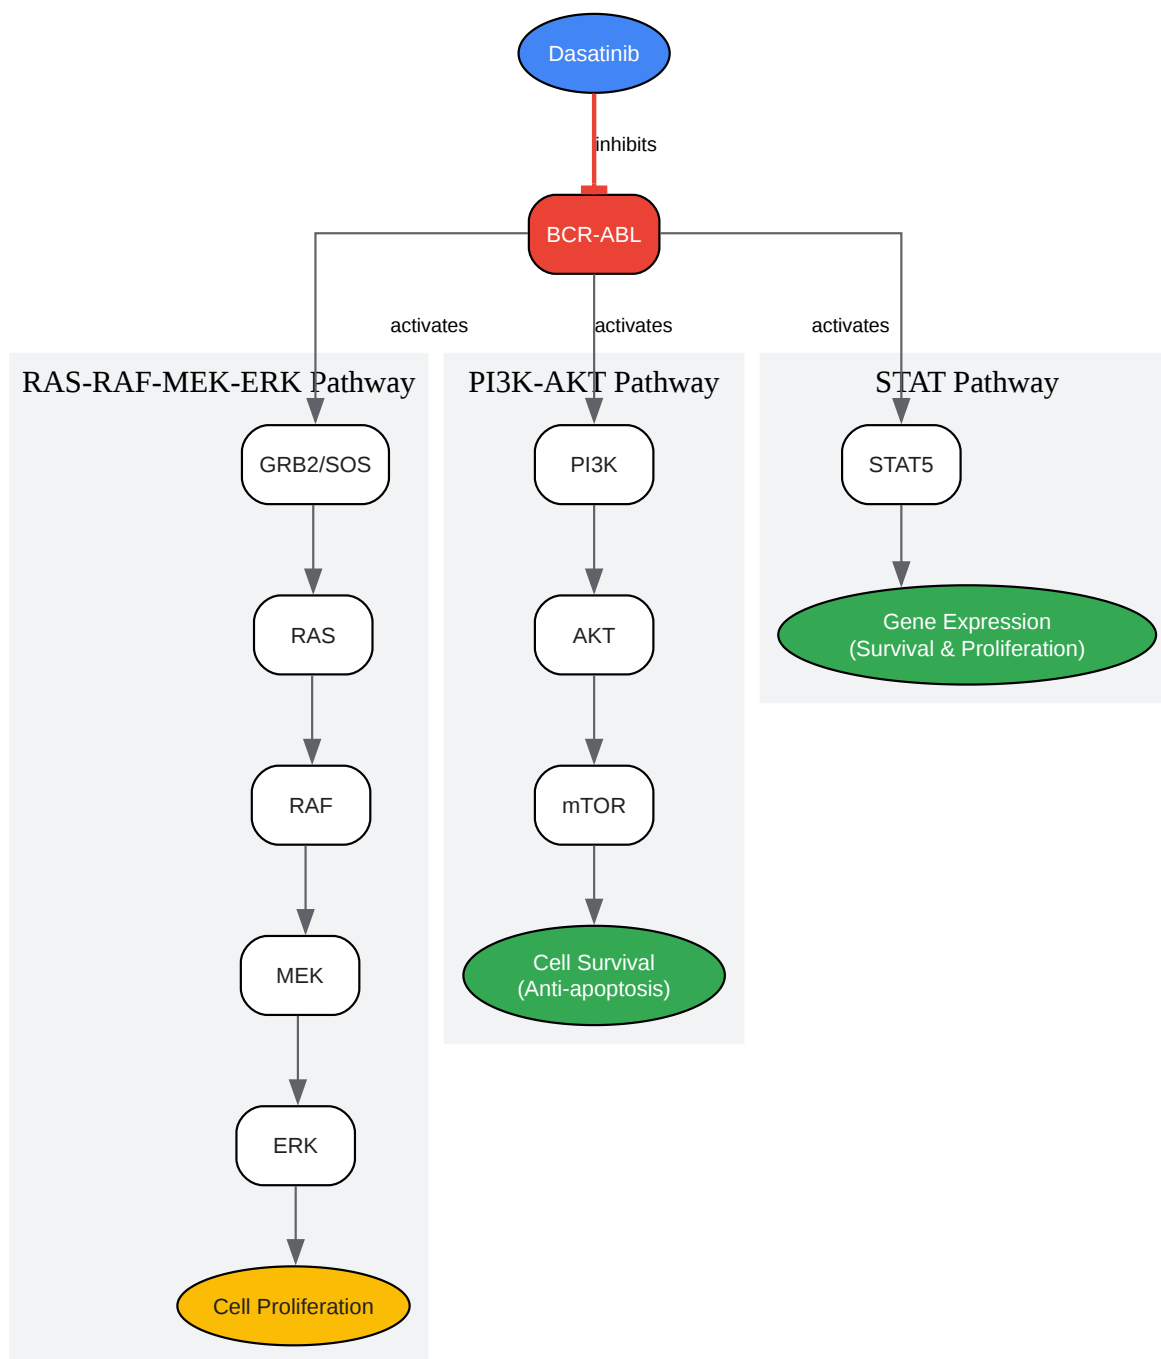 Dasatinib
inhibits
BCR-ABL
activates
activates
activates
RAS-RAF-MEK-ERK Pathway
PI3K-AKT Pathway
STAT Pathway
GRB2/SOS
PI3K
STAT5
RAS
AKT
Gene Expression
(Survival & Proliferation)
RAF
mTOR
MEK
Cell Survival
(Anti-apoptosis)
ERK
Cell Proliferation